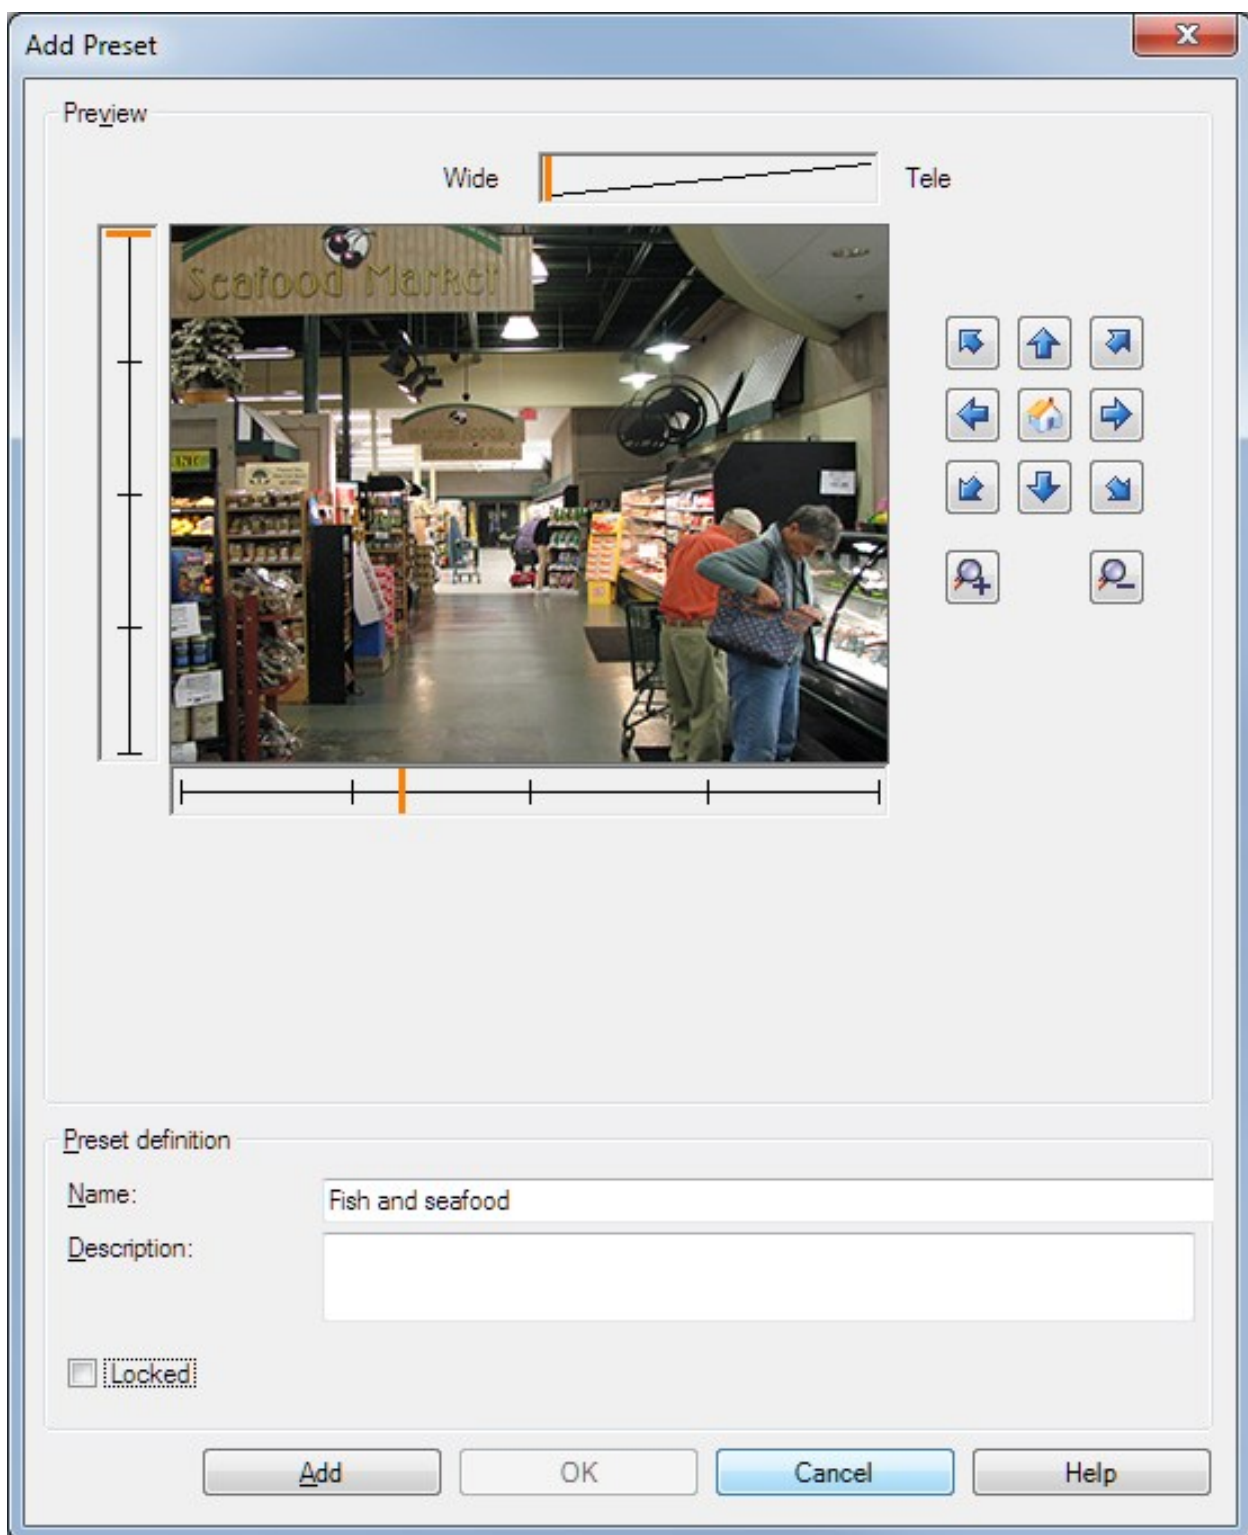 Add Preset
Preview
Wide
Tele
Seafood Market
Preset definition
Name:
Fish and seafood
Description:
Locked
Add
OK
Cancel
Help